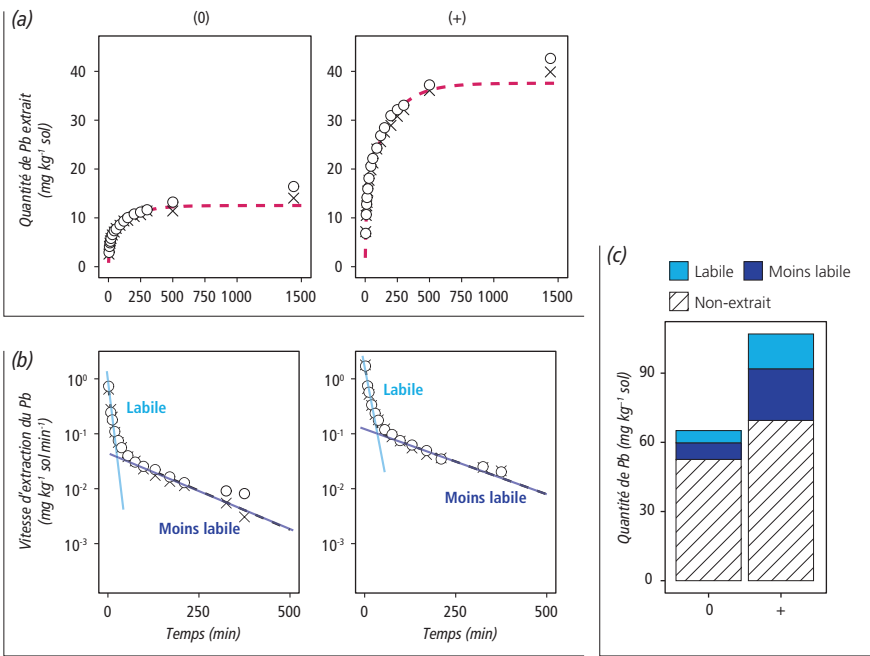 (a)
(0)
(+)
Quantité de Pb extrait
(mg kg⁻¹ sol)
40
30
20
10
0
40
30
20
10
0
0 250 500 750 1000 1500
0 250 500 750 1000 1500
(b)
Vitesse d'extraction du Pb
(mg kg⁻¹ sol min⁻¹)
10⁰
10⁻¹
10⁻²
10⁻³
Labile
Moins labile
0 250 500
Temps (min)
10⁰
10⁻¹
10⁻²
10⁻³
Labile
Moins labile
0 250 500
Temps (min)
(c)
Labile Moins labile
Non-extrait
Quantité de Pb (mg kg⁻¹ sol)
90
60
30
0
0 +